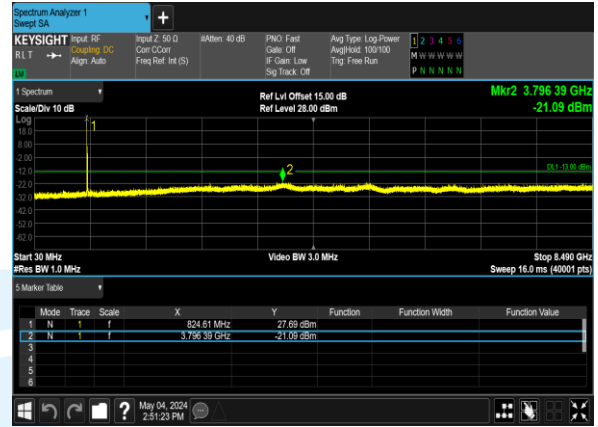 Spectrum Analyzer 1
Swept SA
+
KEYSIGHT Input: RF Input Z: 50 Ω #Atten: 40 dB PNO: Fast Avg Type: Log-Power 1 2 3 4 5 6
RLT Coupling: DC Corr CCorr Gate: Off Avg|Hold: 100/100 M W W W W W
Align: Auto Freq Ref: Int (S) IF Gain: Low Trig: Free Run
Sig Track: Off P N N N N N
LXI
1 Spectrum Ref Lvl Offset 15.00 dB Mkr2 3.796 39 GHz
Scale/Div 10 dB Ref Level 28.00 dBm -21.09 dBm
Log
1
18.0
8.00
-2.00
-12.0 2 DL1 -13.00 dBm
-22.0
-32.0
-42.0
-52.0
-62.0
Start 30 MHz Video BW 3.0 MHz Stop 8.490 GHz
#Res BW 1.0 MHz Sweep 16.0 ms (40001 pts)
5 Marker Table
Mode Trace Scale X Y Function Function Width Function Value
1 N 1 f 824.61 MHz 27.69 dBm
2 N 1 f 3.796 39 GHz -21.09 dBm
3
4
5
6
? May 04, 2024
2:51:23 PM